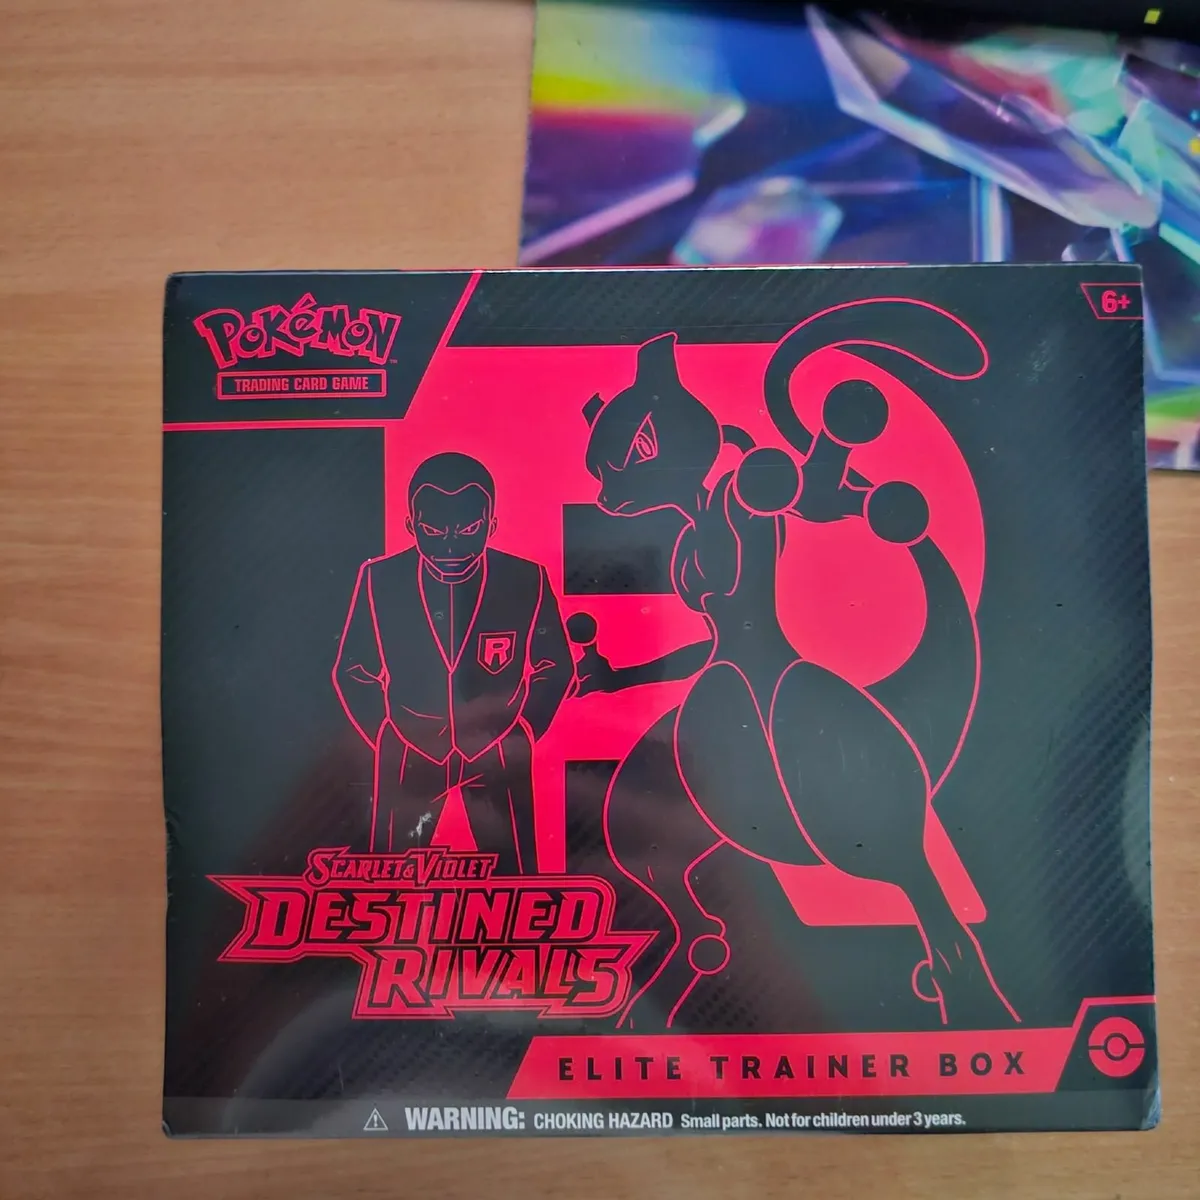 POKéMON™
TRADING CARD GAME
6+
R
SCARLET & VIOLET
DESTINED
RIVALS
ELITE TRAINER BOX
WARNING: CHOKING HAZARD Small parts. Not for children under 3 years.